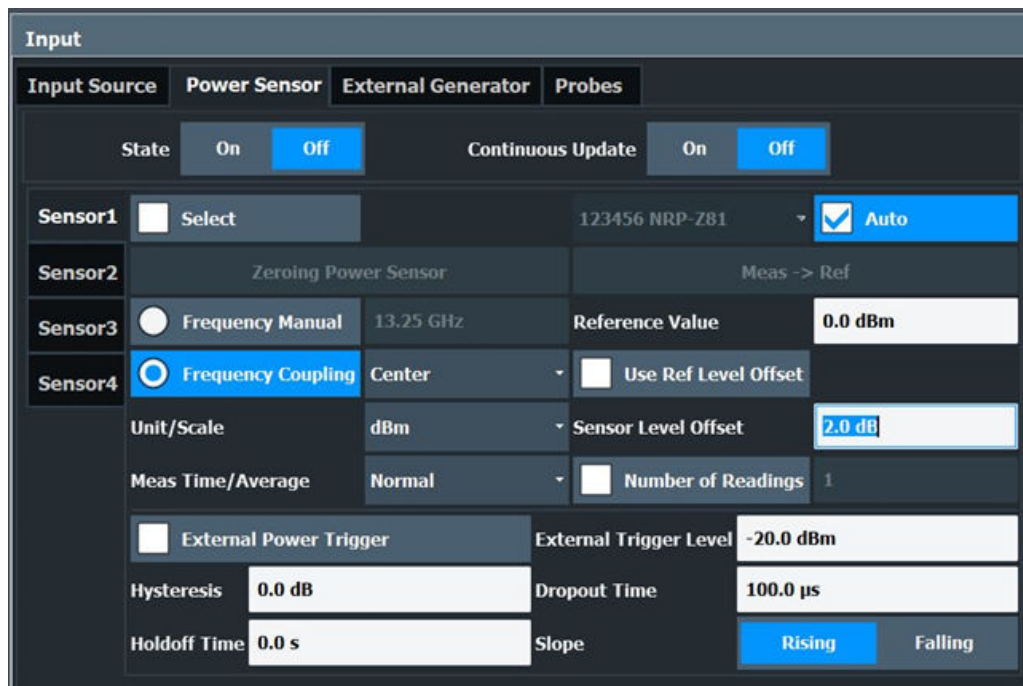 Input
Input Source Power Sensor External Generator Probes
State On Off Continuous Update On Off
Sensor1 Select 123456 NRP-Z81 Auto
Sensor2 Zeroing Power Sensor Meas -> Ref
Sensor3 Frequency Manual 13.25 GHz Reference Value 0.0 dBm
Sensor4 Frequency Coupling Center Use Ref Level Offset
Unit/Scale dBm Sensor Level Offset 2.0 dB
Meas Time/Average Normal Number of Readings 1
External Power Trigger External Trigger Level -20.0 dBm
Hysteresis 0.0 dB Dropout Time 100.0 µs
Holdoff Time 0.0 s Slope Rising Falling